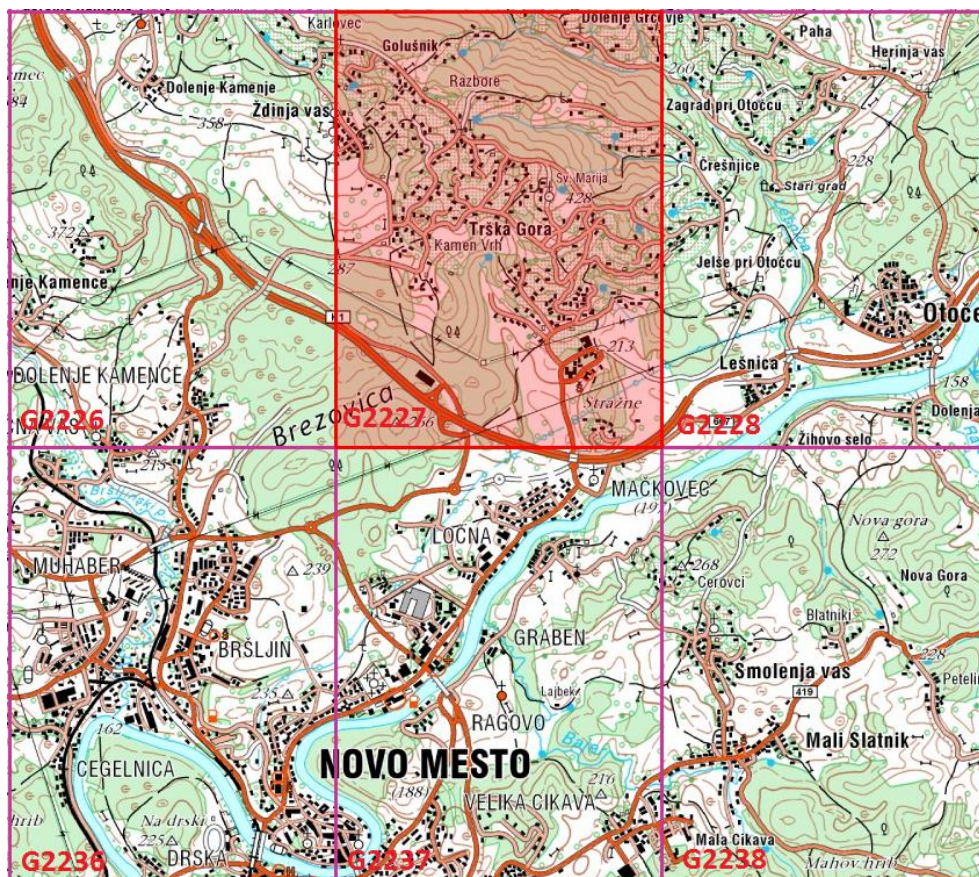 Karlovec
Golušnik
Dolenje Grčevje
Paha
Herinja vas
Dolenje Kamenje
Razbore
260
Zagrad pri Otočcu
Ždinja vas
358
228
Črešnjice
Sv. Marija
428
Stari grad
372
Trška Gora
Kamen Vrh
287
Jelše pri Otočcu
H1
213
Lešnica
158
DOLENJE KAMENCE
Brezovica
Stražne
Žihovo selo
G2226
G2227
G2228
215
MAČKOVEC
LOČNA
Nova gora
272
MUHABER
239
268
Cerovci
Nova Gora
Blatniki
BRŠLJIN
GRABEN
228
Smolenja vas
235
419
RAGOVO
Lajbek
162
Mali Slatnik
CEGELNICA
NOVO MESTO
(188)
216
VELIKA CIKAVA
Na drski
225
DRSKA
Mala Cikava
Mahov hrib
G2236
G2237
G2238